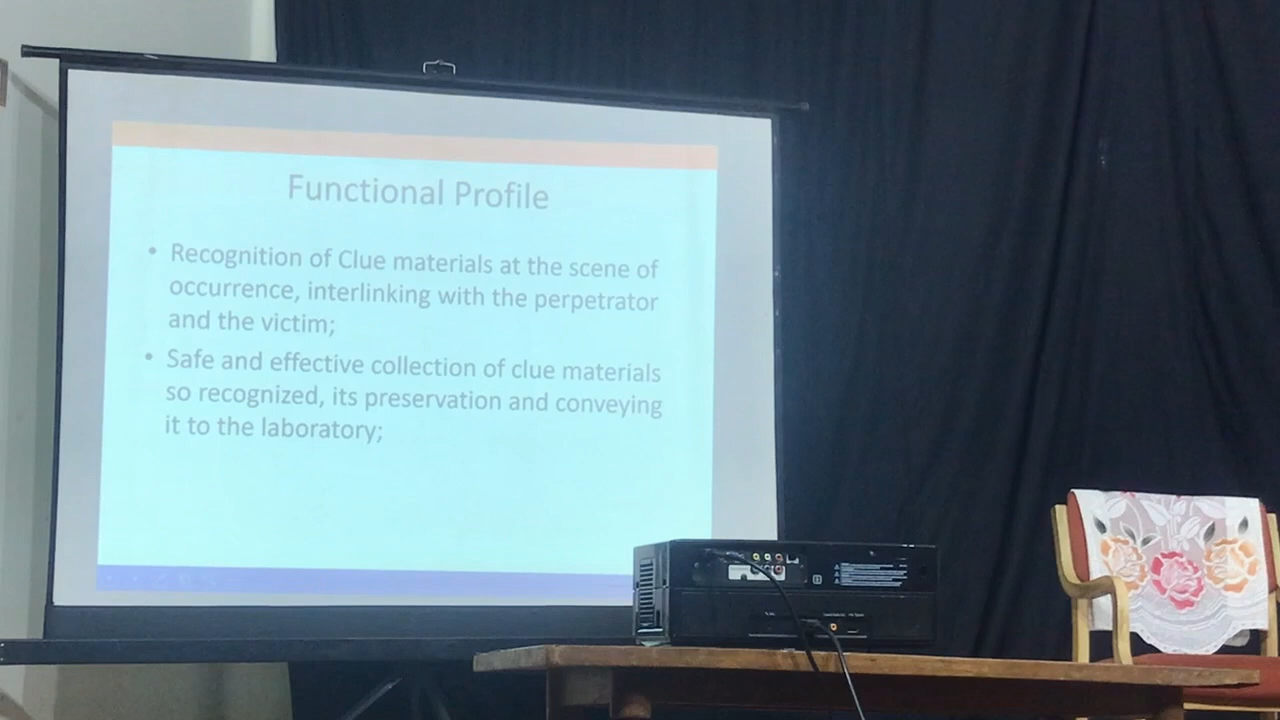 Functional Profile
• Recognition of Clue materials at the scene of
occurrence, interlinking with the perpetrator
and the victim;
• Safe and effective collection of clue materials
so recognized, its preservation and conveying
it to the laboratory;